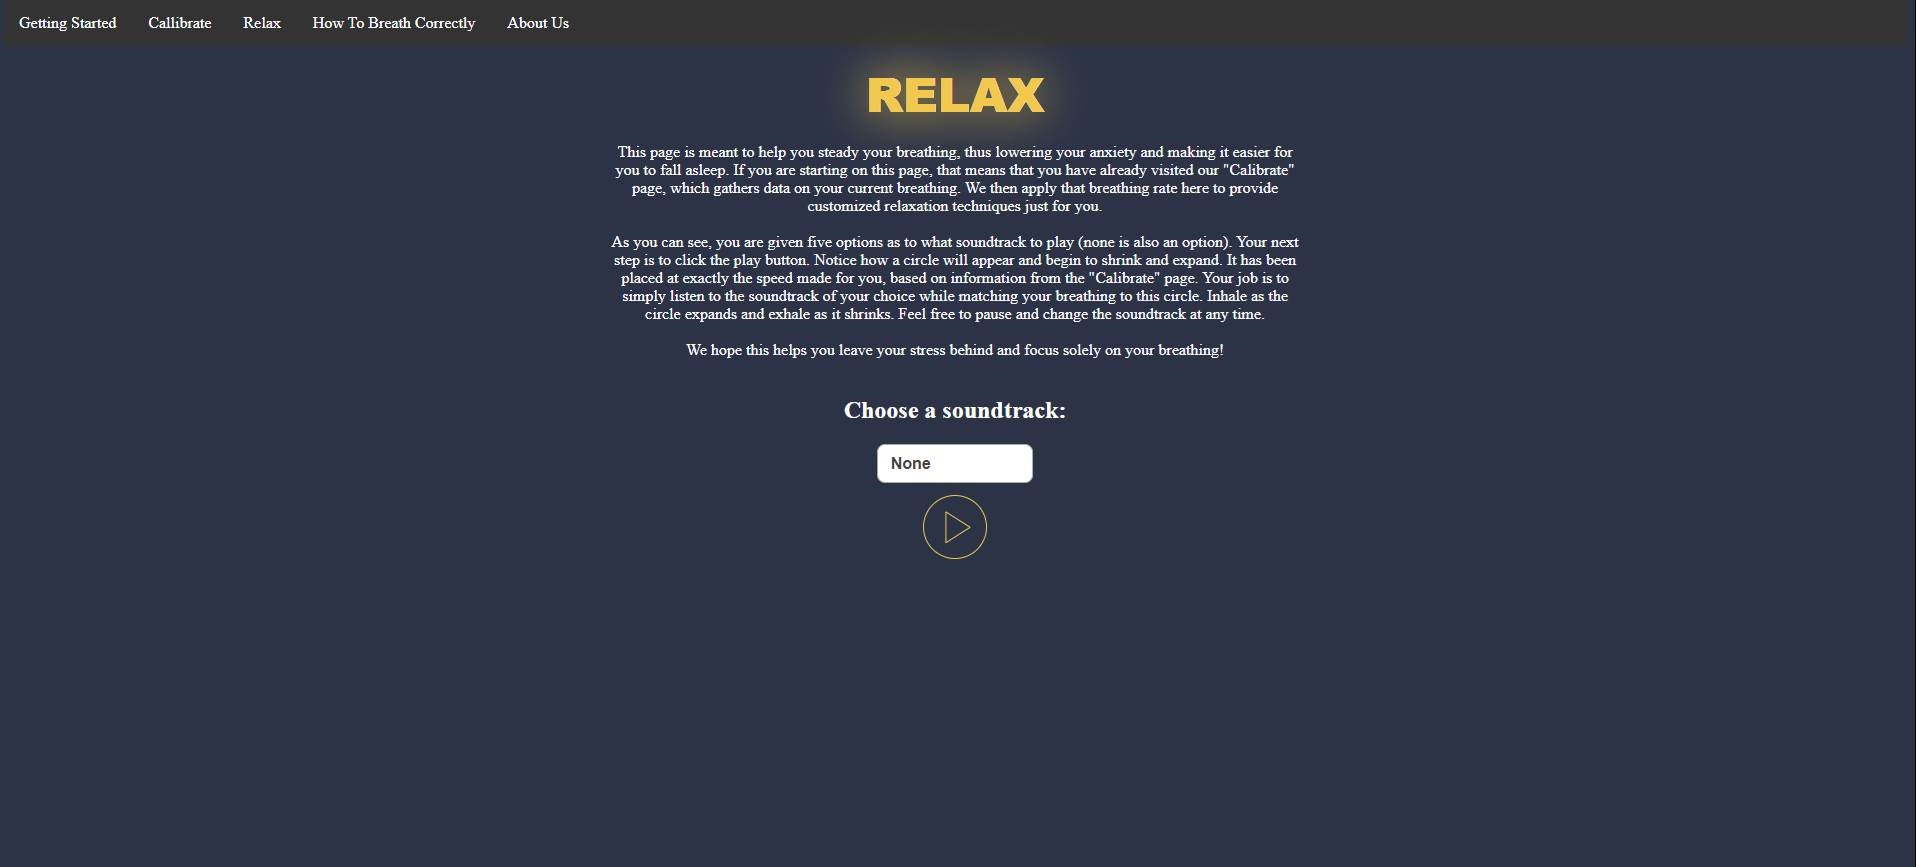 Getting Started Callibrate Relax How To Breath Correctly About Us
RELAX
This page is meant to help you steady your breathing, thus lowering your anxiety and making it easier for
you to fall asleep. If you are starting on this page, that means that you have already visited our "Calibrate"
page, which gathers data on your current breathing. We then apply that breathing rate here to provide
customized relaxation techniques just for you.
As you can see, you are given five options as to what soundtrack to play (none is also an option). Your next
step is to click the play button. Notice how a circle will appear and begin to shrink and expand. It has been
placed at exactly the speed made for you, based on information from the "Calibrate" page. Your job is to
simply listen to the soundtrack of your choice while matching your breathing to this circle. Inhale as the
circle expands and exhale as it shrinks. Feel free to pause and change the soundtrack at any time.
We hope this helps you leave your stress behind and focus solely on your breathing!
Choose a soundtrack:
None